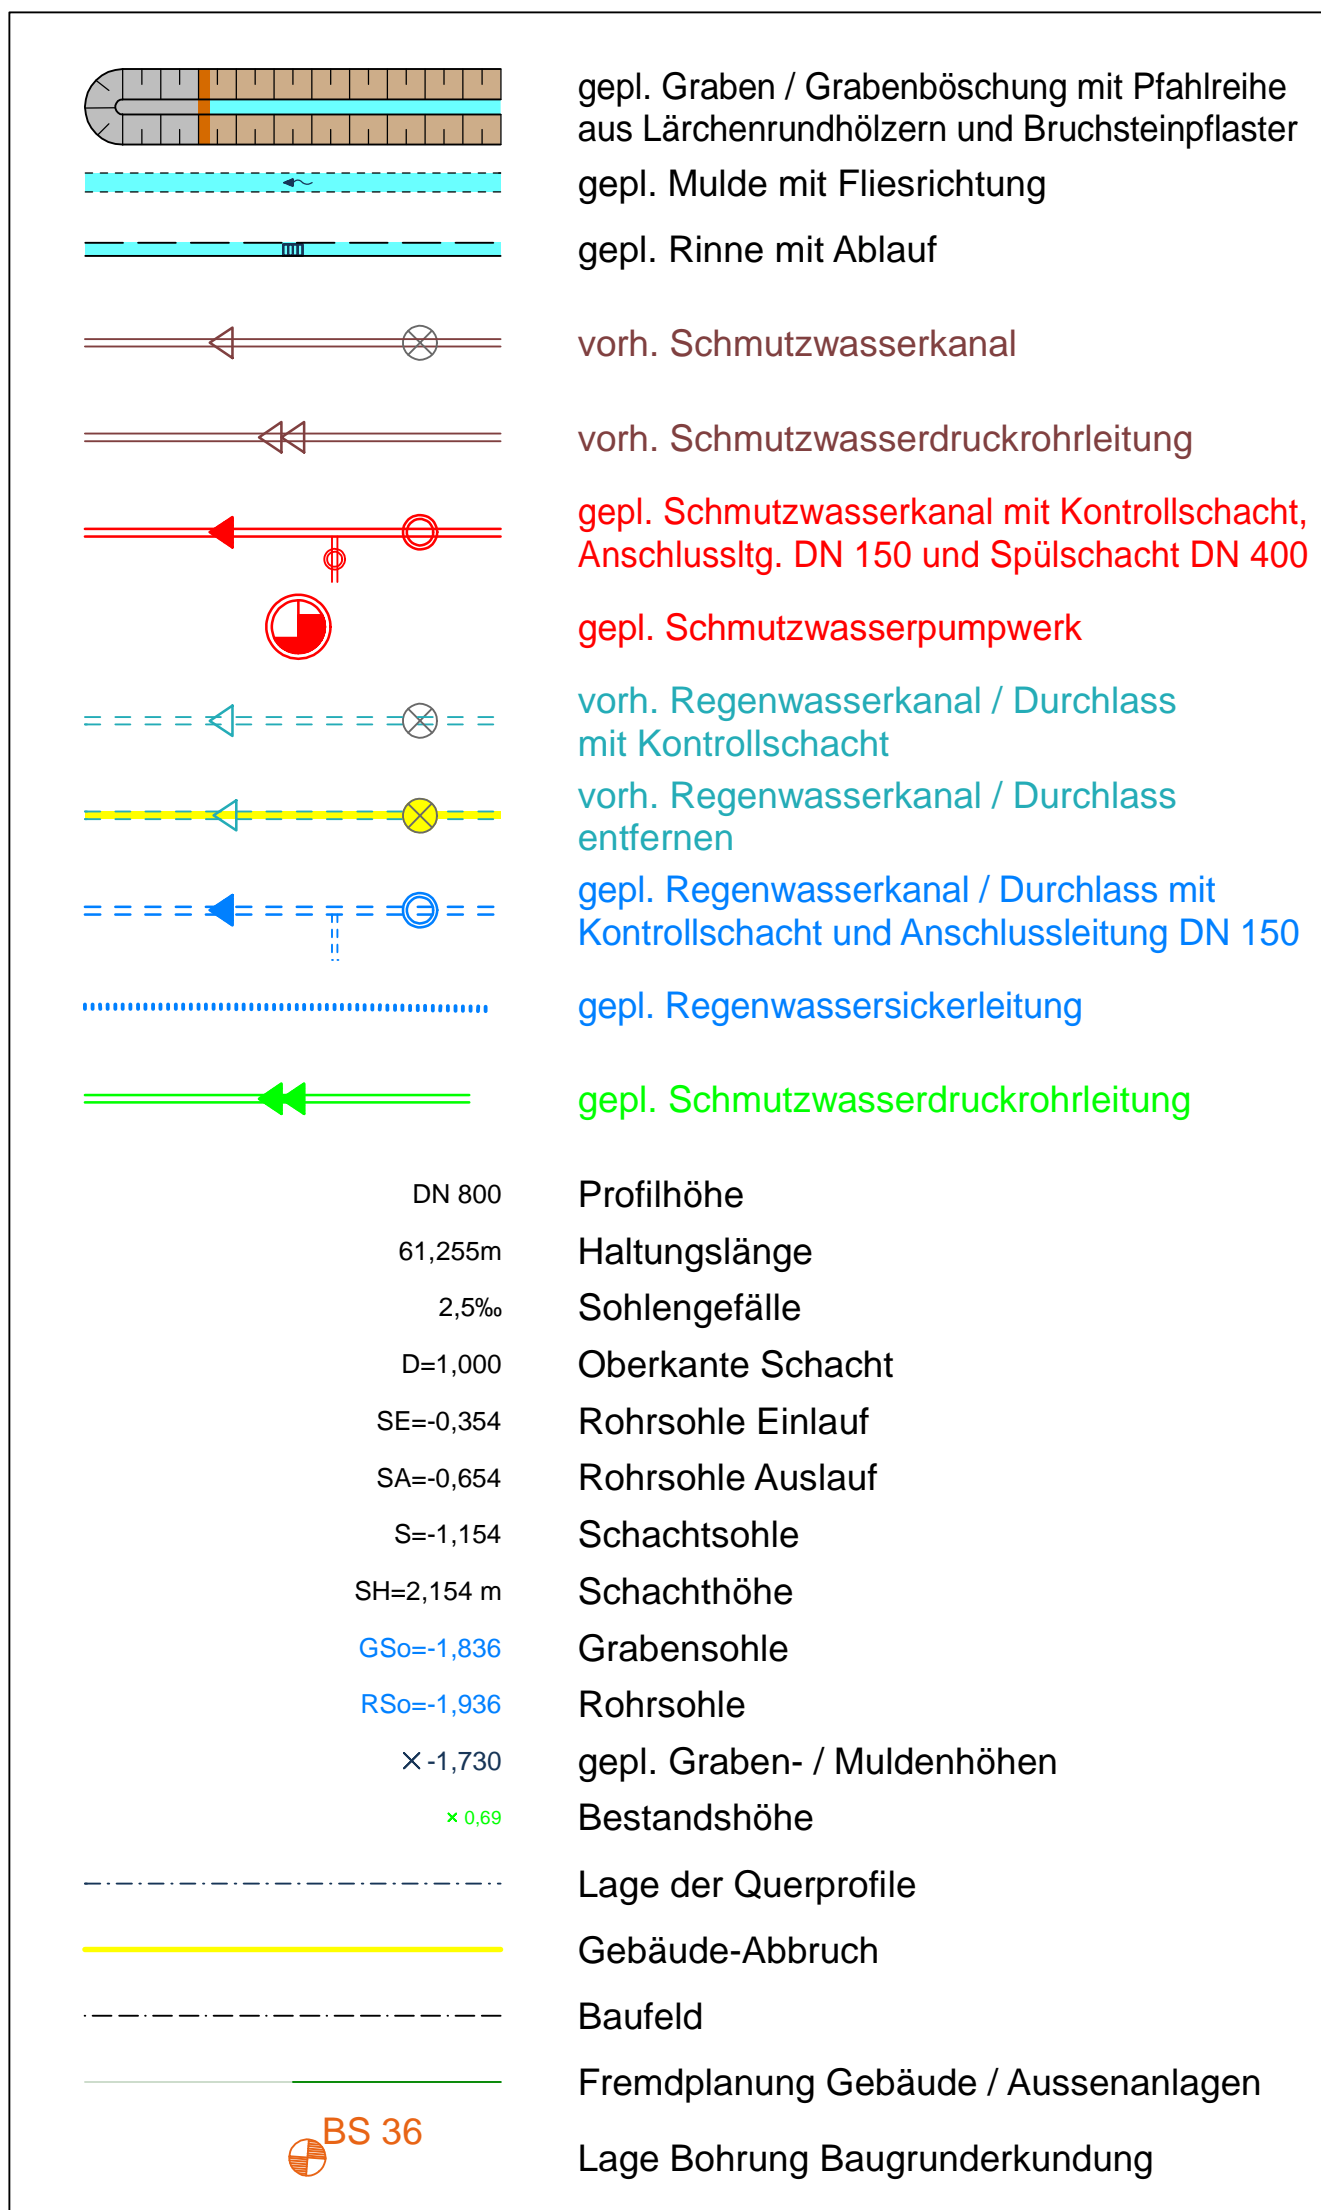 gepl. Graben / Grabenböschung mit Pfahlreihe
aus Lärchenrundhölzern und Bruchsteinpflaster
gepl. Mulde mit Fliesrichtung
gepl. Rinne mit Ablauf
vorh. Schmutzwasserkanal
vorh. Schmutzwasserdruckrohrleitung
gepl. Schmutzwasserkanal mit Kontrollschacht,
Anschlussltg. DN 150 und Spülschacht DN 400
gepl. Schmutzwasserpumpwerk
vorh. Regenwasserkanal / Durchlass
mit Kontrollschacht
vorh. Regenwasserkanal / Durchlass
entfernen
gepl. Regenwasserkanal / Durchlass mit
Kontrollschacht und Anschlussleitung DN 150
gepl. Regenwassersickerleitung
gepl. Schmutzwasserdruckrohrleitung
DN 800 Profilhöhe
61,255m Haltungslänge
2,5‰ Sohlengefälle
D=1,000 Oberkante Schacht
SE=-0,354 Rohrsohle Einlauf
SA=-0,654 Rohrsohle Auslauf
S=-1,154 Schachtsohle
SH=2,154 m Schachthöhe
GSo=-1,836 Grabensohle
RSo=-1,936 Rohrsohle
-1,730 gepl. Graben- / Muldenhöhen
0,69 Bestandshöhe
Lage der Querprofile
Gebäude-Abbruch
Baufeld
Fremdplanung Gebäude / Aussenanlagen
BS 36
Lage Bohrung Baugrunderkundung